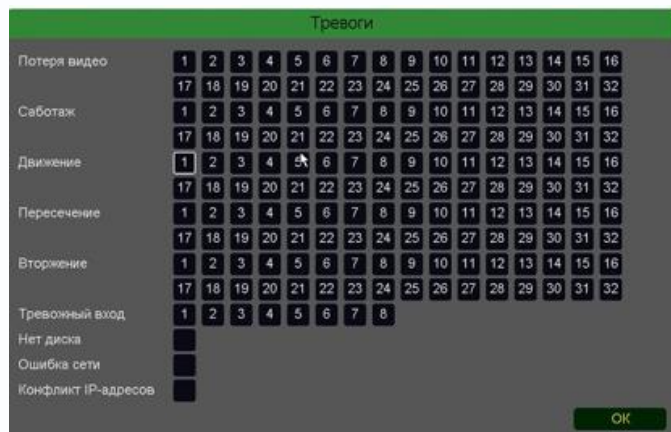 Тревоги
Потеря видео 1 2 3 4 5 6 7 8 9 10 11 12 13 14 15 16
17 18 19 20 21 22 23 24 25 26 27 28 29 30 31 32
Саботаж 1 2 3 4 5 6 7 8 9 10 11 12 13 14 15 16
17 18 19 20 21 22 23 24 25 26 27 28 29 30 31 32
Движение 1 2 3 4 5 6 7 8 9 10 11 12 13 14 15 16
17 18 19 20 21 22 23 24 25 26 27 28 29 30 31 32
Пересечение 1 2 3 4 5 6 7 8 9 10 11 12 13 14 15 16
17 18 19 20 21 22 23 24 25 26 27 28 29 30 31 32
Вторжение 1 2 3 4 5 6 7 8 9 10 11 12 13 14 15 16
17 18 19 20 21 22 23 24 25 26 27 28 29 30 31 32
Тревожный вход 1 2 3 4 5 6 7 8
Нет диска
Ошибка сети
Конфликт IP-адресов
OK